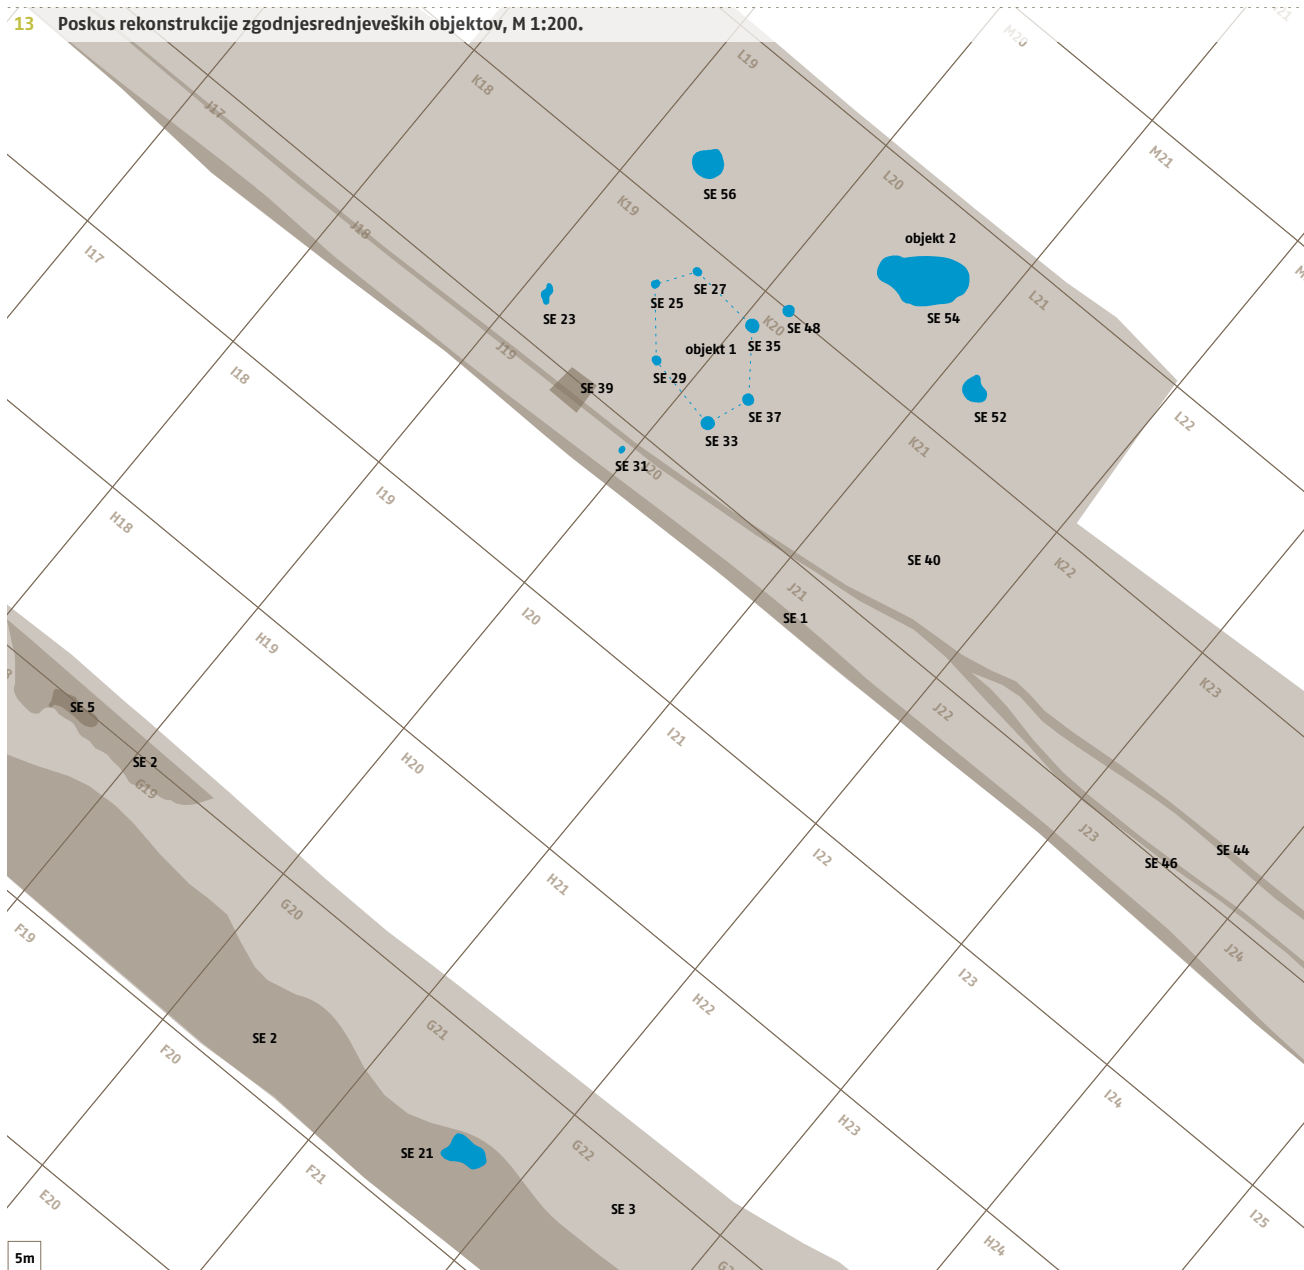 13 Poskus rekonstrukcije zgodnjesrednjeveških objektov, M 1:200.
M20
L19
K18
J17
M21
L20
SE 56
K19
J18
I17
objekt 2
SE 27
SE 25
L21
SE 54
SE 23
K20
SE 48
objekt 1
SE 35
J19
I18
SE 29
SE 39
SE 52
SE 37
L22
SE 33
K21
SE 31
J20
I19
H18
SE 40
K22
J21
SE 1
I20
H19
K23
SE 5
J22
I21
SE 2
H20
G19
J23
SE 44
I22
SE 46
H21
G20
F19
J24
I23
H22
G21
SE 2
F20
I24
H23
SE 21
G22
F21
E20
SE 3
I25
H24
5m